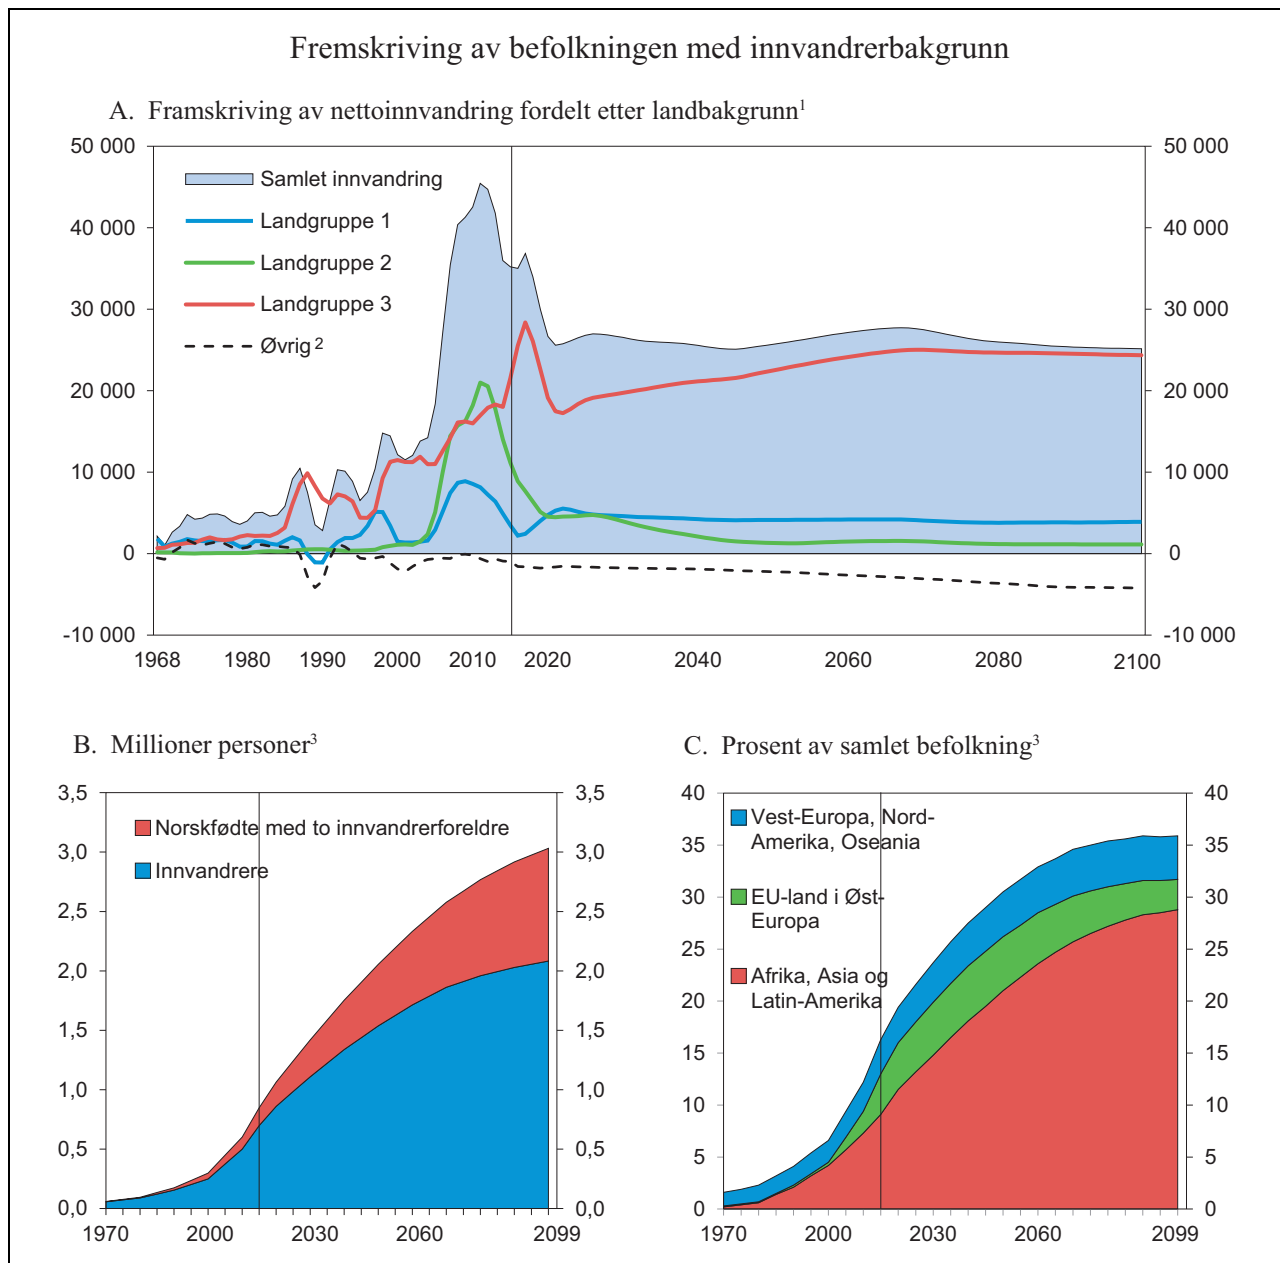 Fremskriving av befolkningen med innvandrerbakgrunn
A. Framskriving av nettoinnvandring fordelt etter landbakgrunn¹
50 000 50 000
40 000 40 000
30 000 30 000
20 000 20 000
10 000 10 000
0 0
-10 000 -10 000
Samlet innvandring
Landgruppe 1
Landgruppe 2
Landgruppe 3
Øvrig²
1968 1980 1990 2000 2010 2020 2040 2060 2080 2100
B. Millioner personer³
3,5 3,5
3,0 3,0
2,5 2,5
2,0 2,0
1,5 1,5
1,0 1,0
0,5 0,5
0,0 0,0
Norskfødte med to innvandrerforeldre
Innvandrere
1970 2000 2030 2060 2099
C. Prosent av samlet befolkning³
40 40
35 35
30 30
25 25
20 20
15 15
10 10
5 5
0 0
Vest-Europa, Nord-
Amerika, Oseania
EU-land i Øst-
Europa
Afrika, Asia og
Latin-Amerika
1970 2000 2030 2060 2099